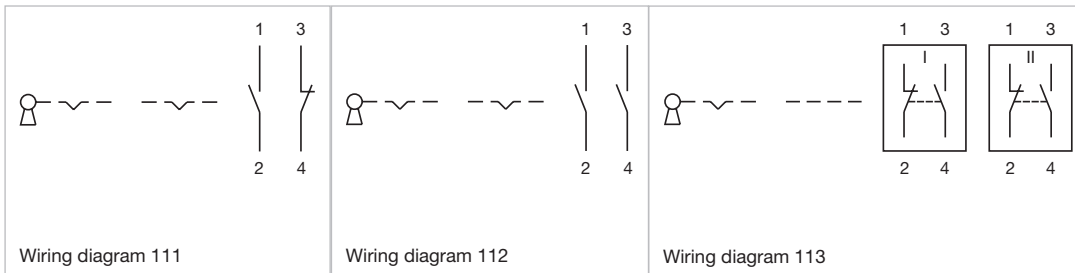 1 3
2 4
Wiring diagram 111
1 3
2 4
Wiring diagram 112
1 3 1 3
I II
2 4 2 4
Wiring diagram 113